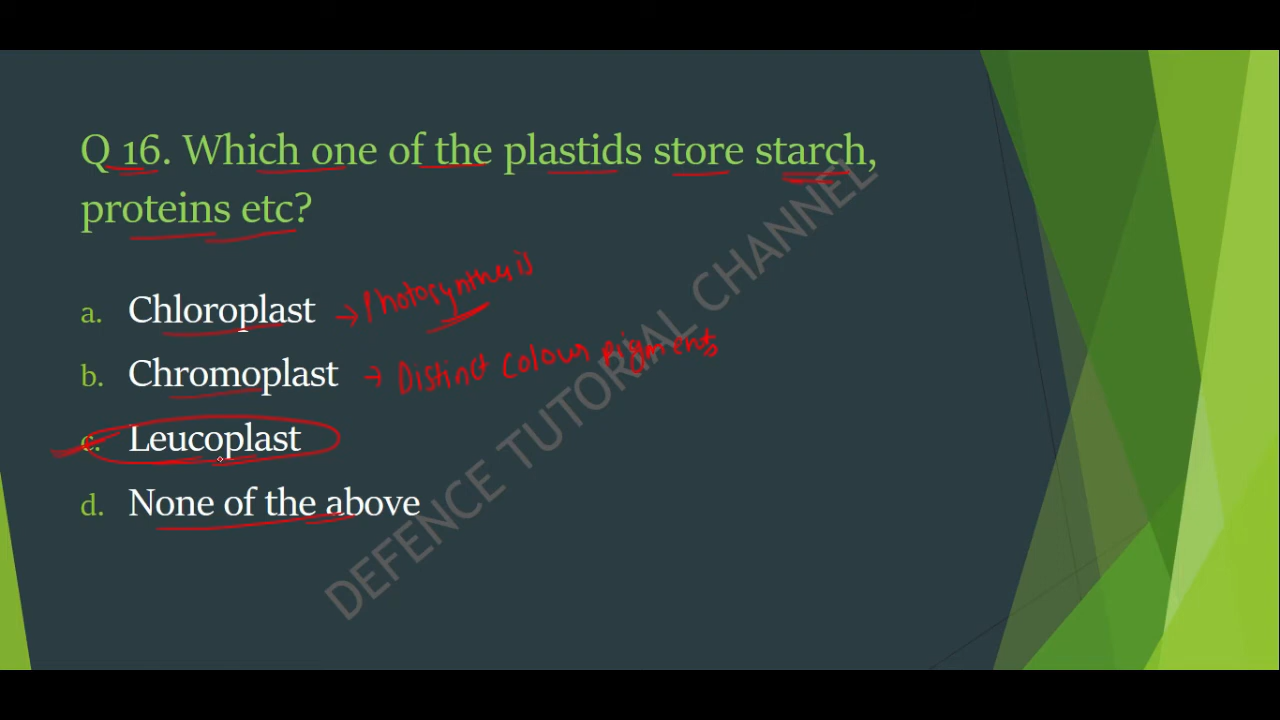 Q 16. Which one of the plastids store starch,
proteins etc?
a. Chloroplast → Photosynthesis
b. Chromoplast → Distinct colour pigments
c. Leucoplast
d. None of the above
DEFENCE TUTORIAL CHANNEL